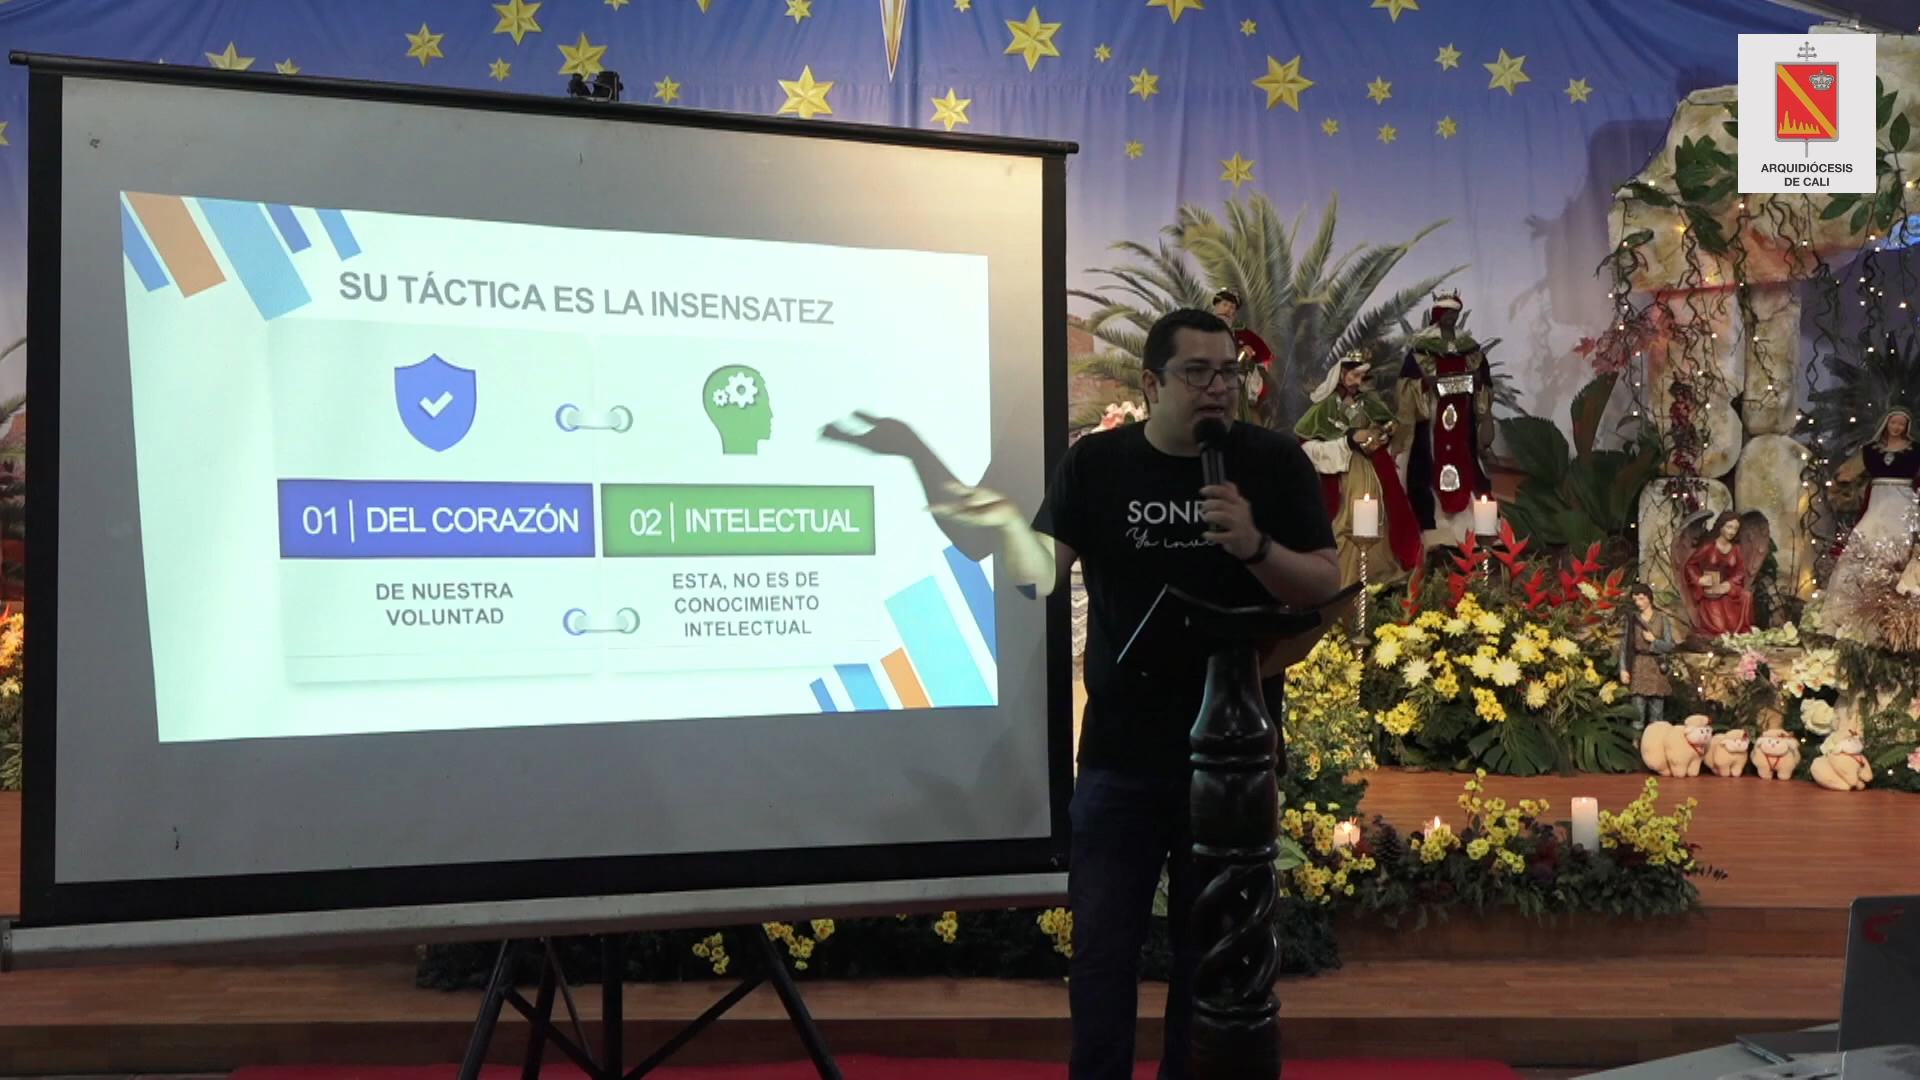 SU TÁCTICA ES LA INSENSATEZ
01 | DEL CORAZÓN
DE NUESTRA
VOLUNTAD
02 | INTELECTUAL
ESTA, NO ES DE
CONOCIMIENTO
INTELECTUAL
SONR
Yo
ARQUIDIÓCESIS
DE CALI